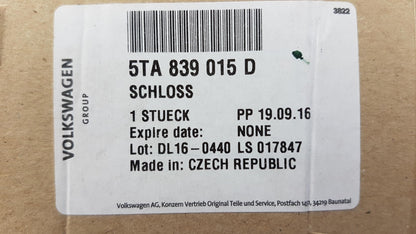 3822
VOLKSWAGEN
GROUP
5TA 839 015 D
SCHLOSS
1 STUECK PP 19.09.16
Expire date: NONE
Lot: DL16-0440 LS 017847
Made in: CZECH REPUBLIC
Volkswagen AG, Konzern Vertrieb Original Teile und Service, Postfach 140, 34219 Baunatal